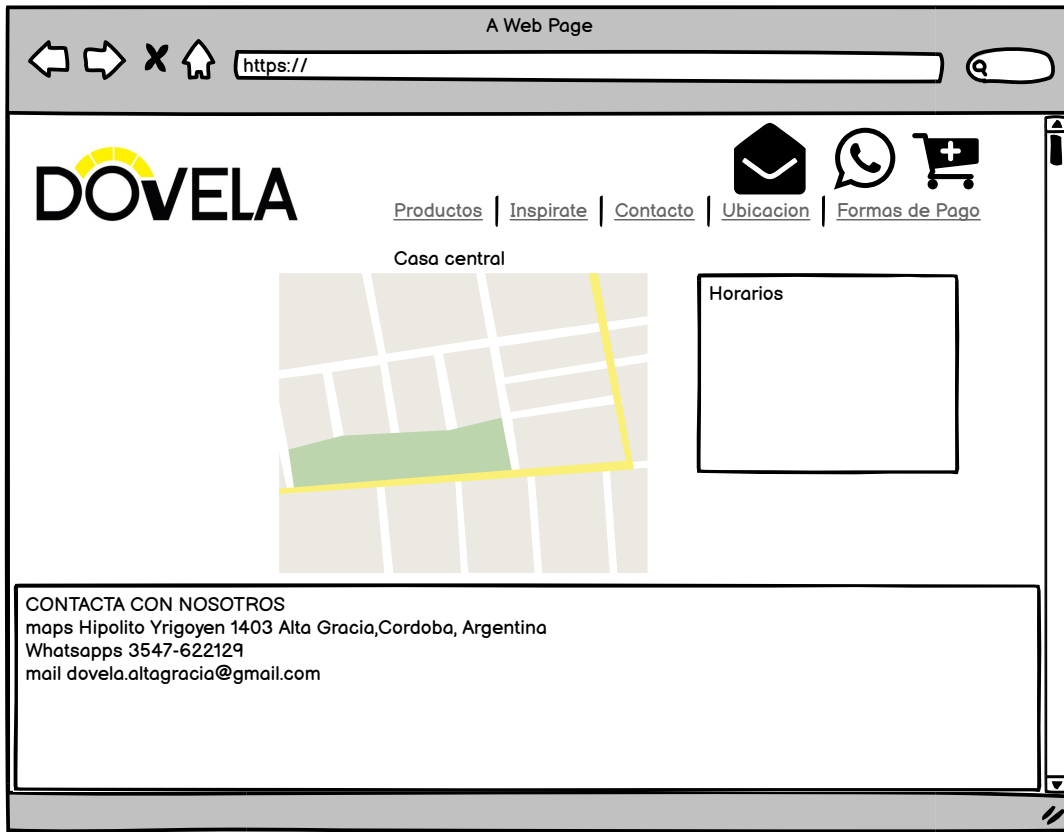 A Web Page
https://
DOVELA
Productos | Inspirate | Contacto | Ubicacion | Formas de Pago
Casa central
Horarios
CONTACTA CON NOSOTROS
maps Hipolito Yrigoyen 1403 Alta Gracia,Cordoba, Argentina
Whatsapps 3547-622129
mail dovela.altagracia@gmail.com